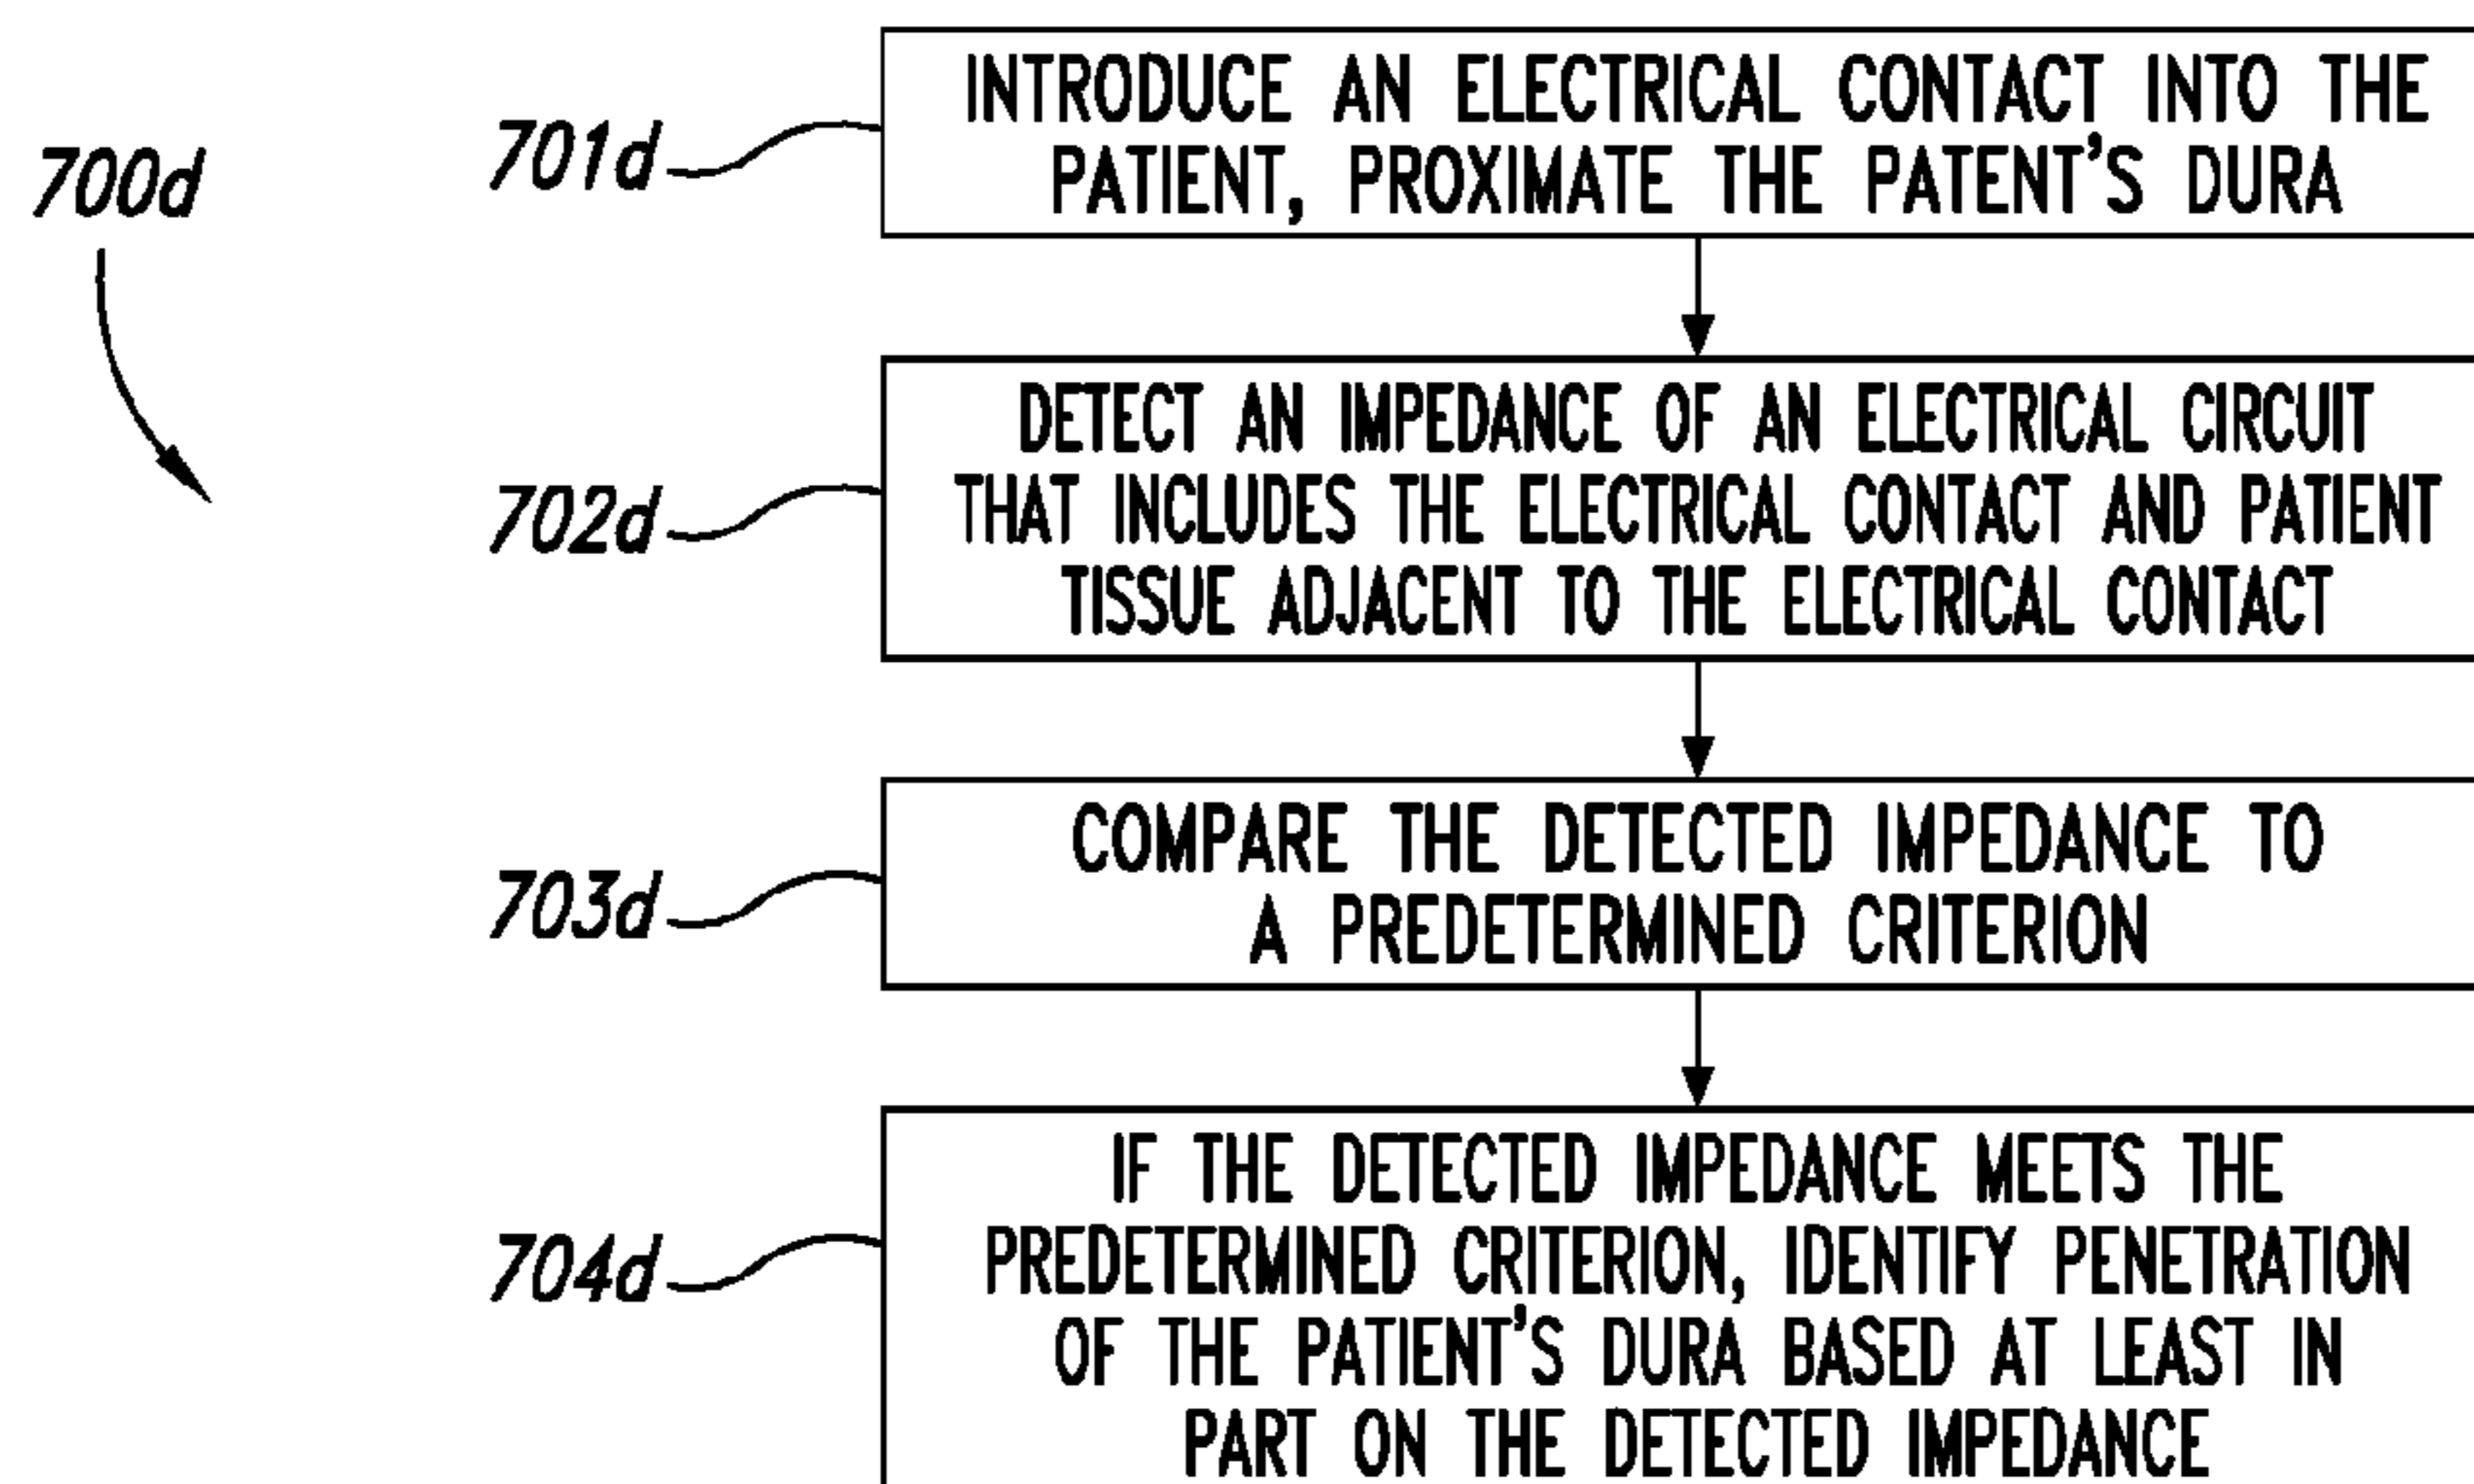 700d
701d
INTRODUCE AN ELECTRICAL CONTACT INTO THE
PATIENT, PROXIMATE THE PATENT'S DURA
702d
DETECT AN IMPEDANCE OF AN ELECTRICAL CIRCUIT
THAT INCLUDES THE ELECTRICAL CONTACT AND PATIENT
TISSUE ADJACENT TO THE ELECTRICAL CONTACT
703d
COMPARE THE DETECTED IMPEDANCE TO
A PREDETERMINED CRITERION
704d
IF THE DETECTED IMPEDANCE MEETS THE
PREDETERMINED CRITERION, IDENTIFY PENETRATION
OF THE PATIENT'S DURA BASED AT LEAST IN
PART ON THE DETECTED IMPEDANCE